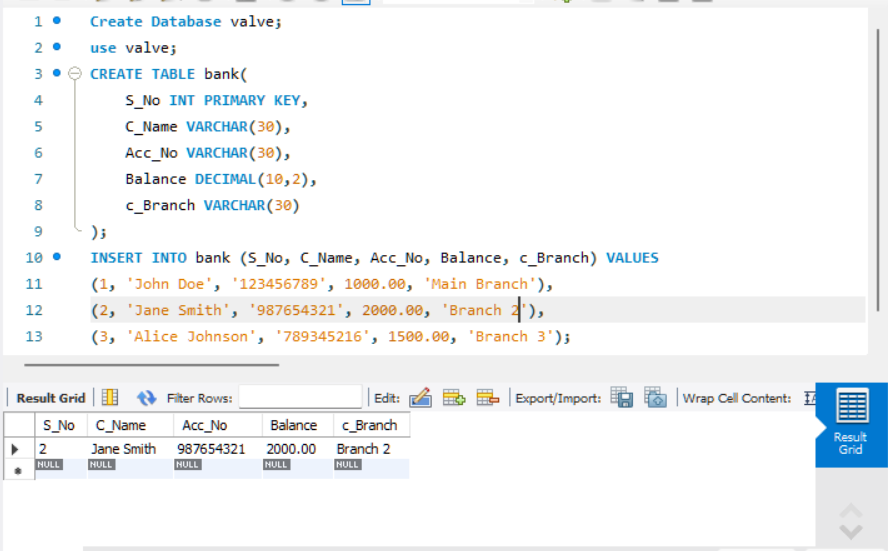 1 Create Database valve;
2 use valve;
3 CREATE TABLE bank(
4 S_No INT PRIMARY KEY,
5 C_Name VARCHAR(30),
6 Acc_No VARCHAR(30),
7 Balance DECIMAL(10,2),
8 c_Branch VARCHAR(30)
9 );
10 INSERT INTO bank (S_No, C_Name, Acc_No, Balance, c_Branch) VALUES
11 (1, 'John Doe', '123456789', 1000.00, 'Main Branch'),
12 (2, 'Jane Smith', '987654321', 2000.00, 'Branch 2'),
13 (3, 'Alice Johnson', '789345216', 1500.00, 'Branch 3');
Result Grid Filter Rows: Edit: Export/Import: Wrap Cell Content:
S_No C_Name Acc_No Balance c_Branch
2 Jane Smith 987654321 2000.00 Branch 2
NULL NULL NULL NULL NULL
Result
Grid